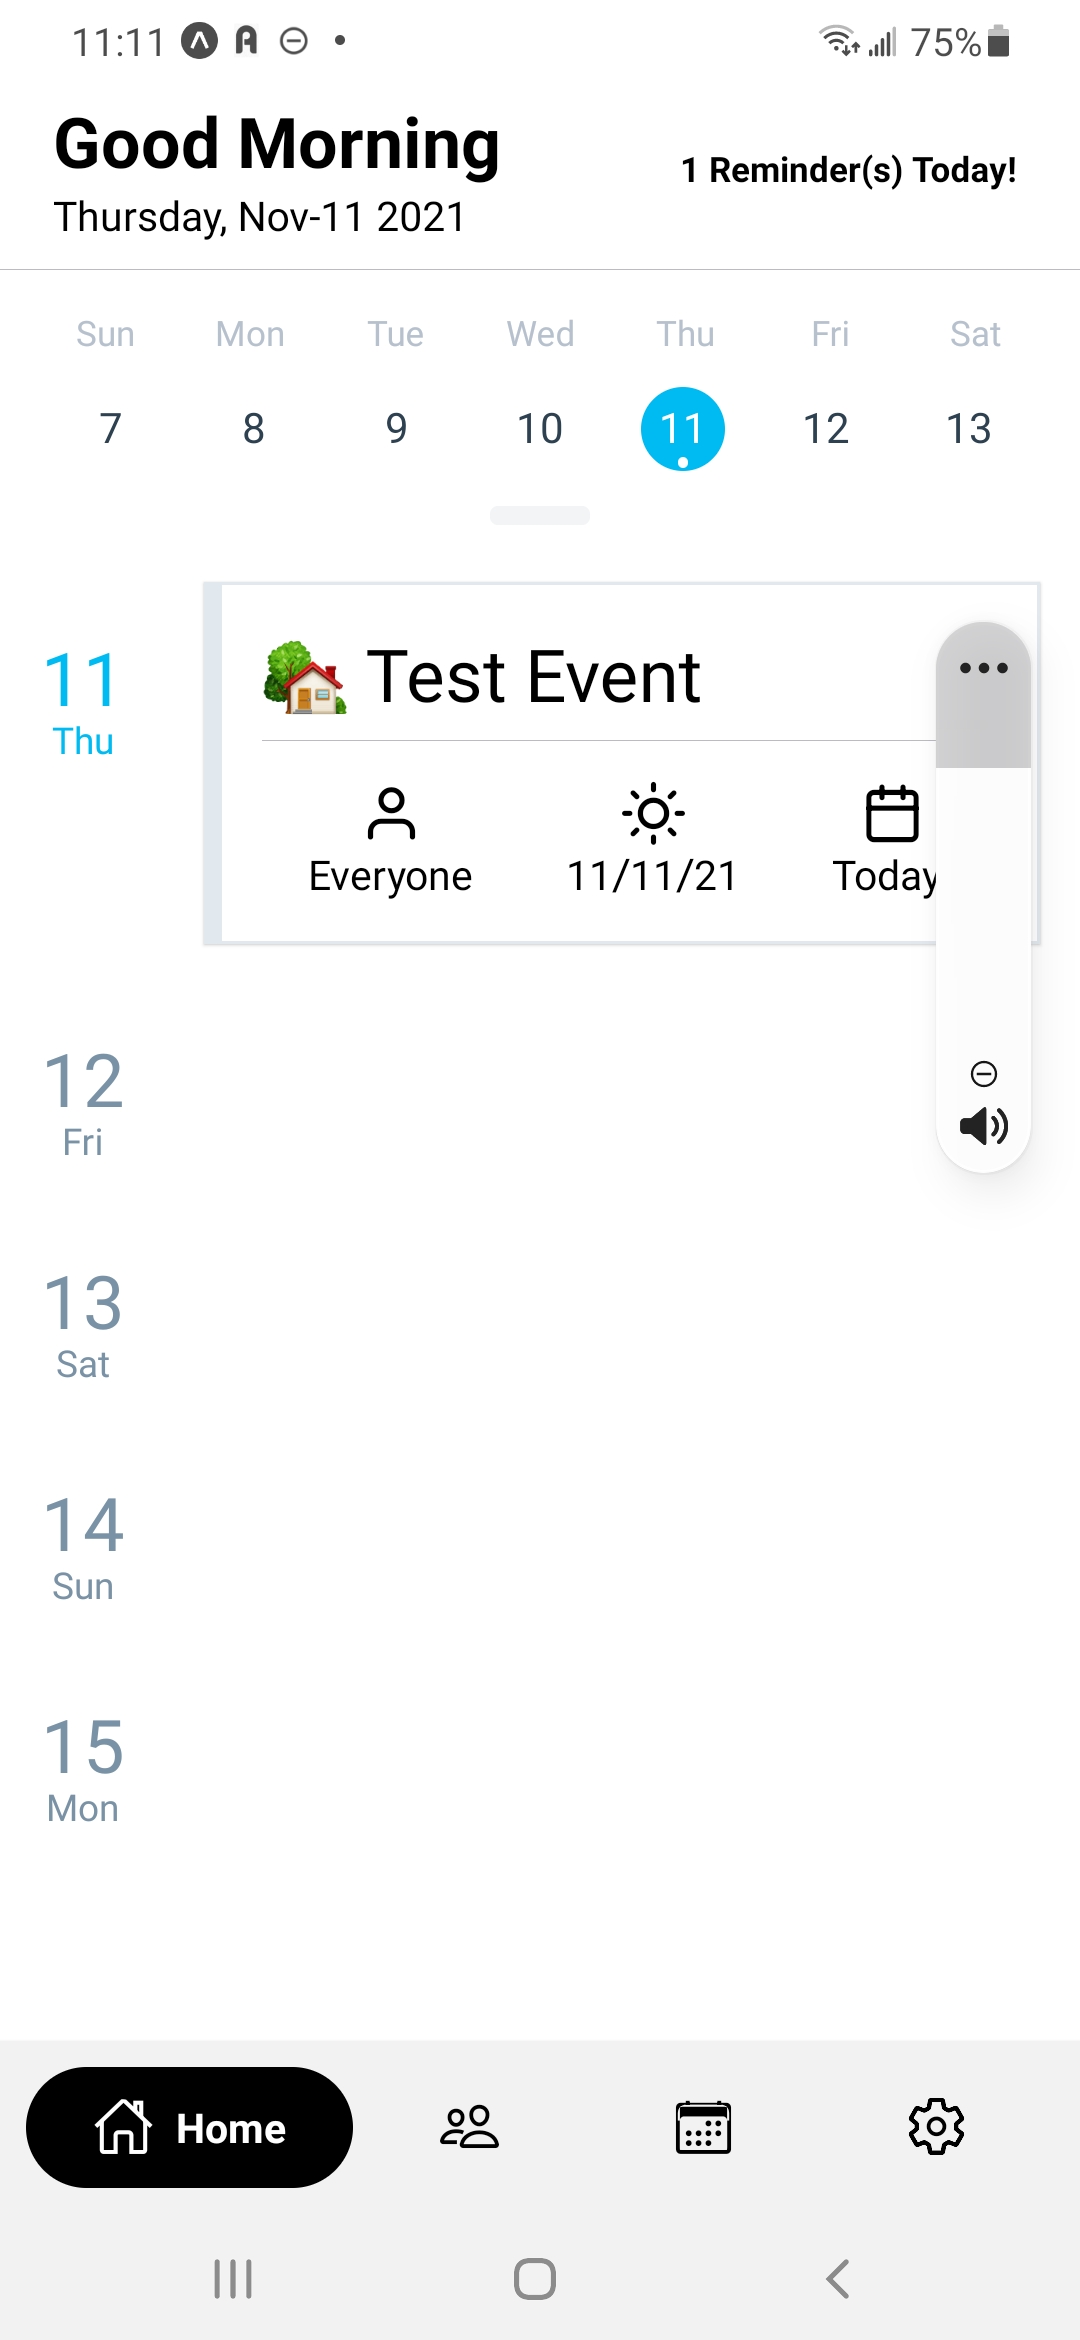 11:11
75%
Good Morning
1 Reminder(s) Today!
Thursday, Nov-11 2021
Sun Mon Tue Wed Thu Fri Sat
7 8 9 10 11 12 13
11
Thu
Test Event
Everyone 11/11/21 Today
12
Fri
13
Sat
14
Sun
15
Mon
Home